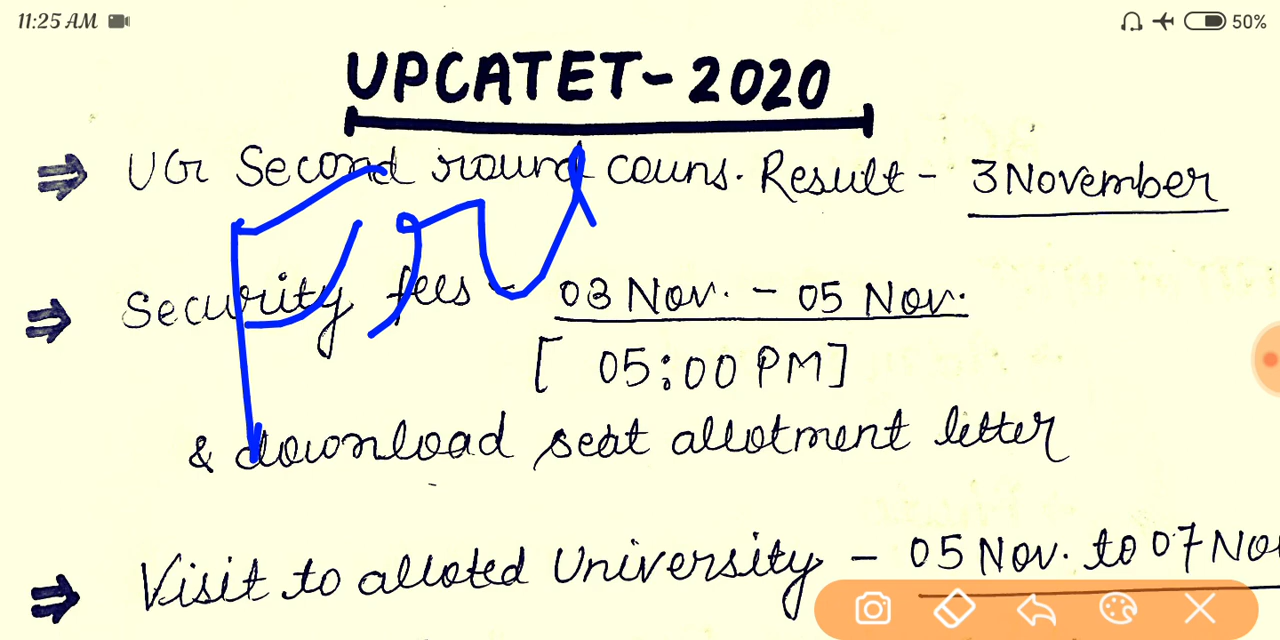 11:25 AM
50%
UPCATET-2020
⇒ UG Second round couns. Result - 3 November
⇒ Security fees - 03 Nov. - 05 Nov.
[ 05:00 PM]
& download seat allotment letter
⇒ Visit to alloted University - 05 Nov. to 07 No